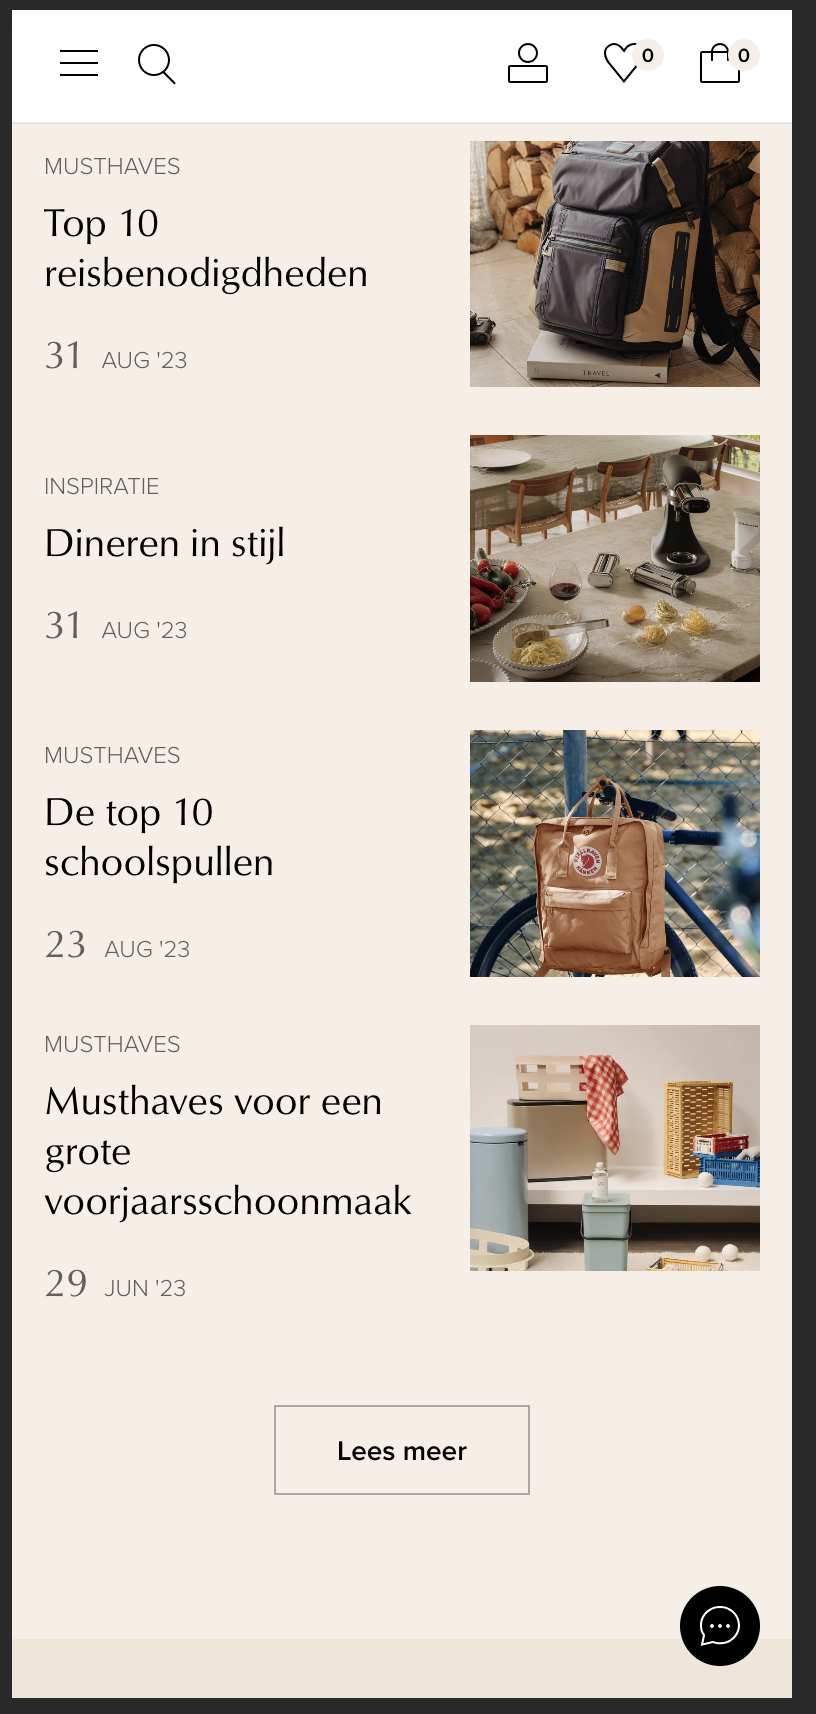 0
0
MUSTHAVES
Top 10
reisbenodigdheden
31 AUG '23
TRAVEL
INSPIRATIE
Dineren in stijl
31 AUG '23
MUSTHAVES
De top 10
schoolspullen
23 AUG '23
FJÄLLRÄVEN
KÅNKEN
MUSTHAVES
Musthaves voor een
grote
voorjaarsschoonmaak
29 JUN '23
Lees meer